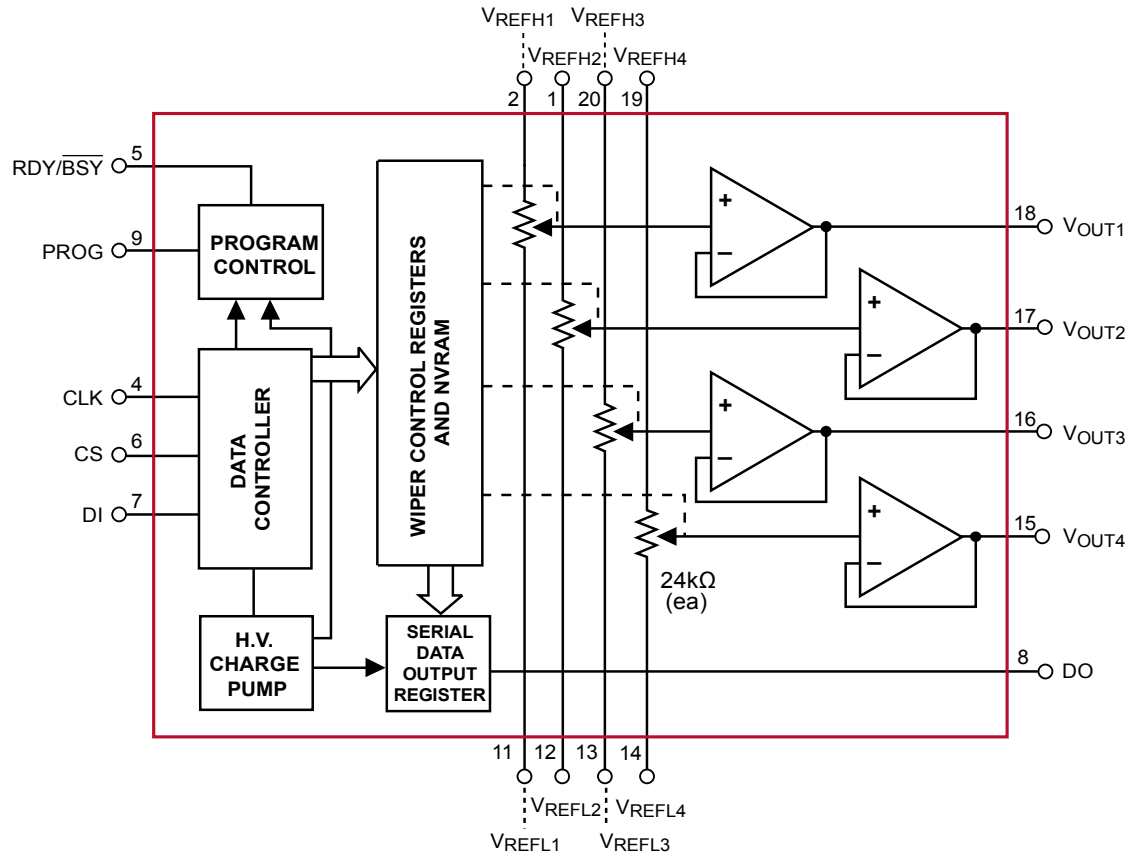 VREFH1
VREFH3
VREFH2
VREFH4
2
1
20
19
RDY/BSY
5
PROG
9
PROGRAM
CONTROL
CLK
4
CS
6
DI
7
DATA
CONTROLLER
WIPER CONTROL REGISTERS
AND NVRAM
H.V.
CHARGE
PUMP
SERIAL
DATA
OUTPUT
REGISTER
24kΩ
(ea)
+
−
18
VOUT1
+
−
17
VOUT2
+
−
16
VOUT3
+
−
15
VOUT4
8
DO
11
12
13
14
VREFL2
VREFL4
VREFL1
VREFL3